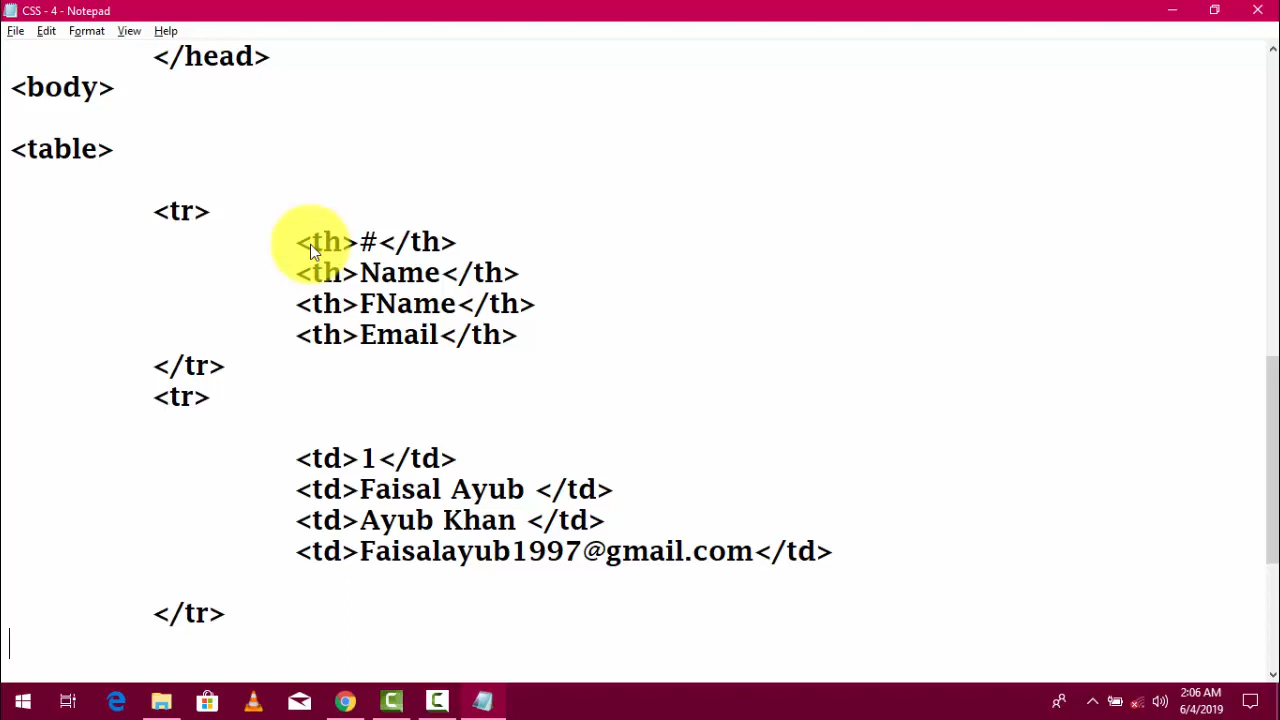 CSS - 4 - Notepad
File Edit Format View Help
</head>
<body>
<table>
<tr>
<th>#</th>
<th>Name</th>
<th>FName</th>
<th>Email</th>
</tr>
<tr>
<td>1</td>
<td>Faisal Ayub </td>
<td>Ayub Khan </td>
<td>Faisalayub1997@gmail.com</td>
</tr>
2:06 AM
6/4/2019